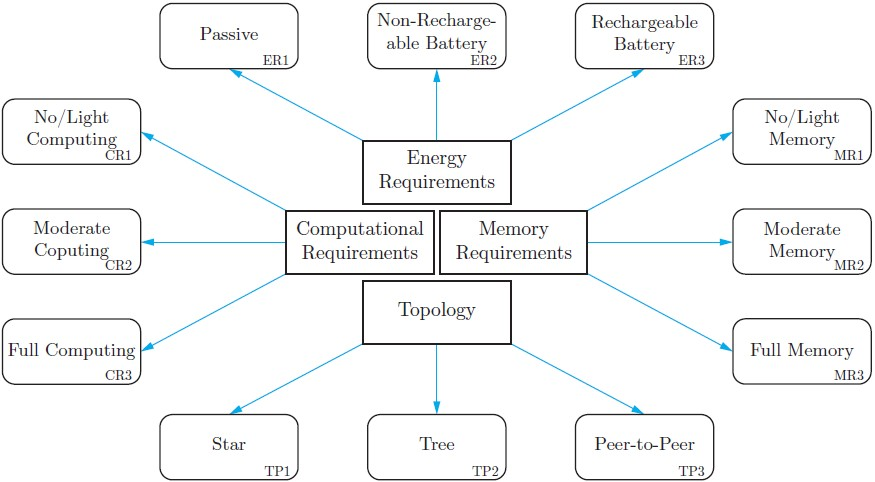 Passive
ER1
Non-Recharge-
able Battery
ER2
Rechargeable
Battery
ER3
No/Light
Computing
CR1
No/Light
Memory
MR1
Energy
Requirements
Moderate
Coputing
CR2
Computational
Requirements
Memory
Requirements
Moderate
Memory
MR2
Topology
Full Computing
CR3
Full Memory
MR3
Star
TP1
Tree
TP2
Peer-to-Peer
TP3